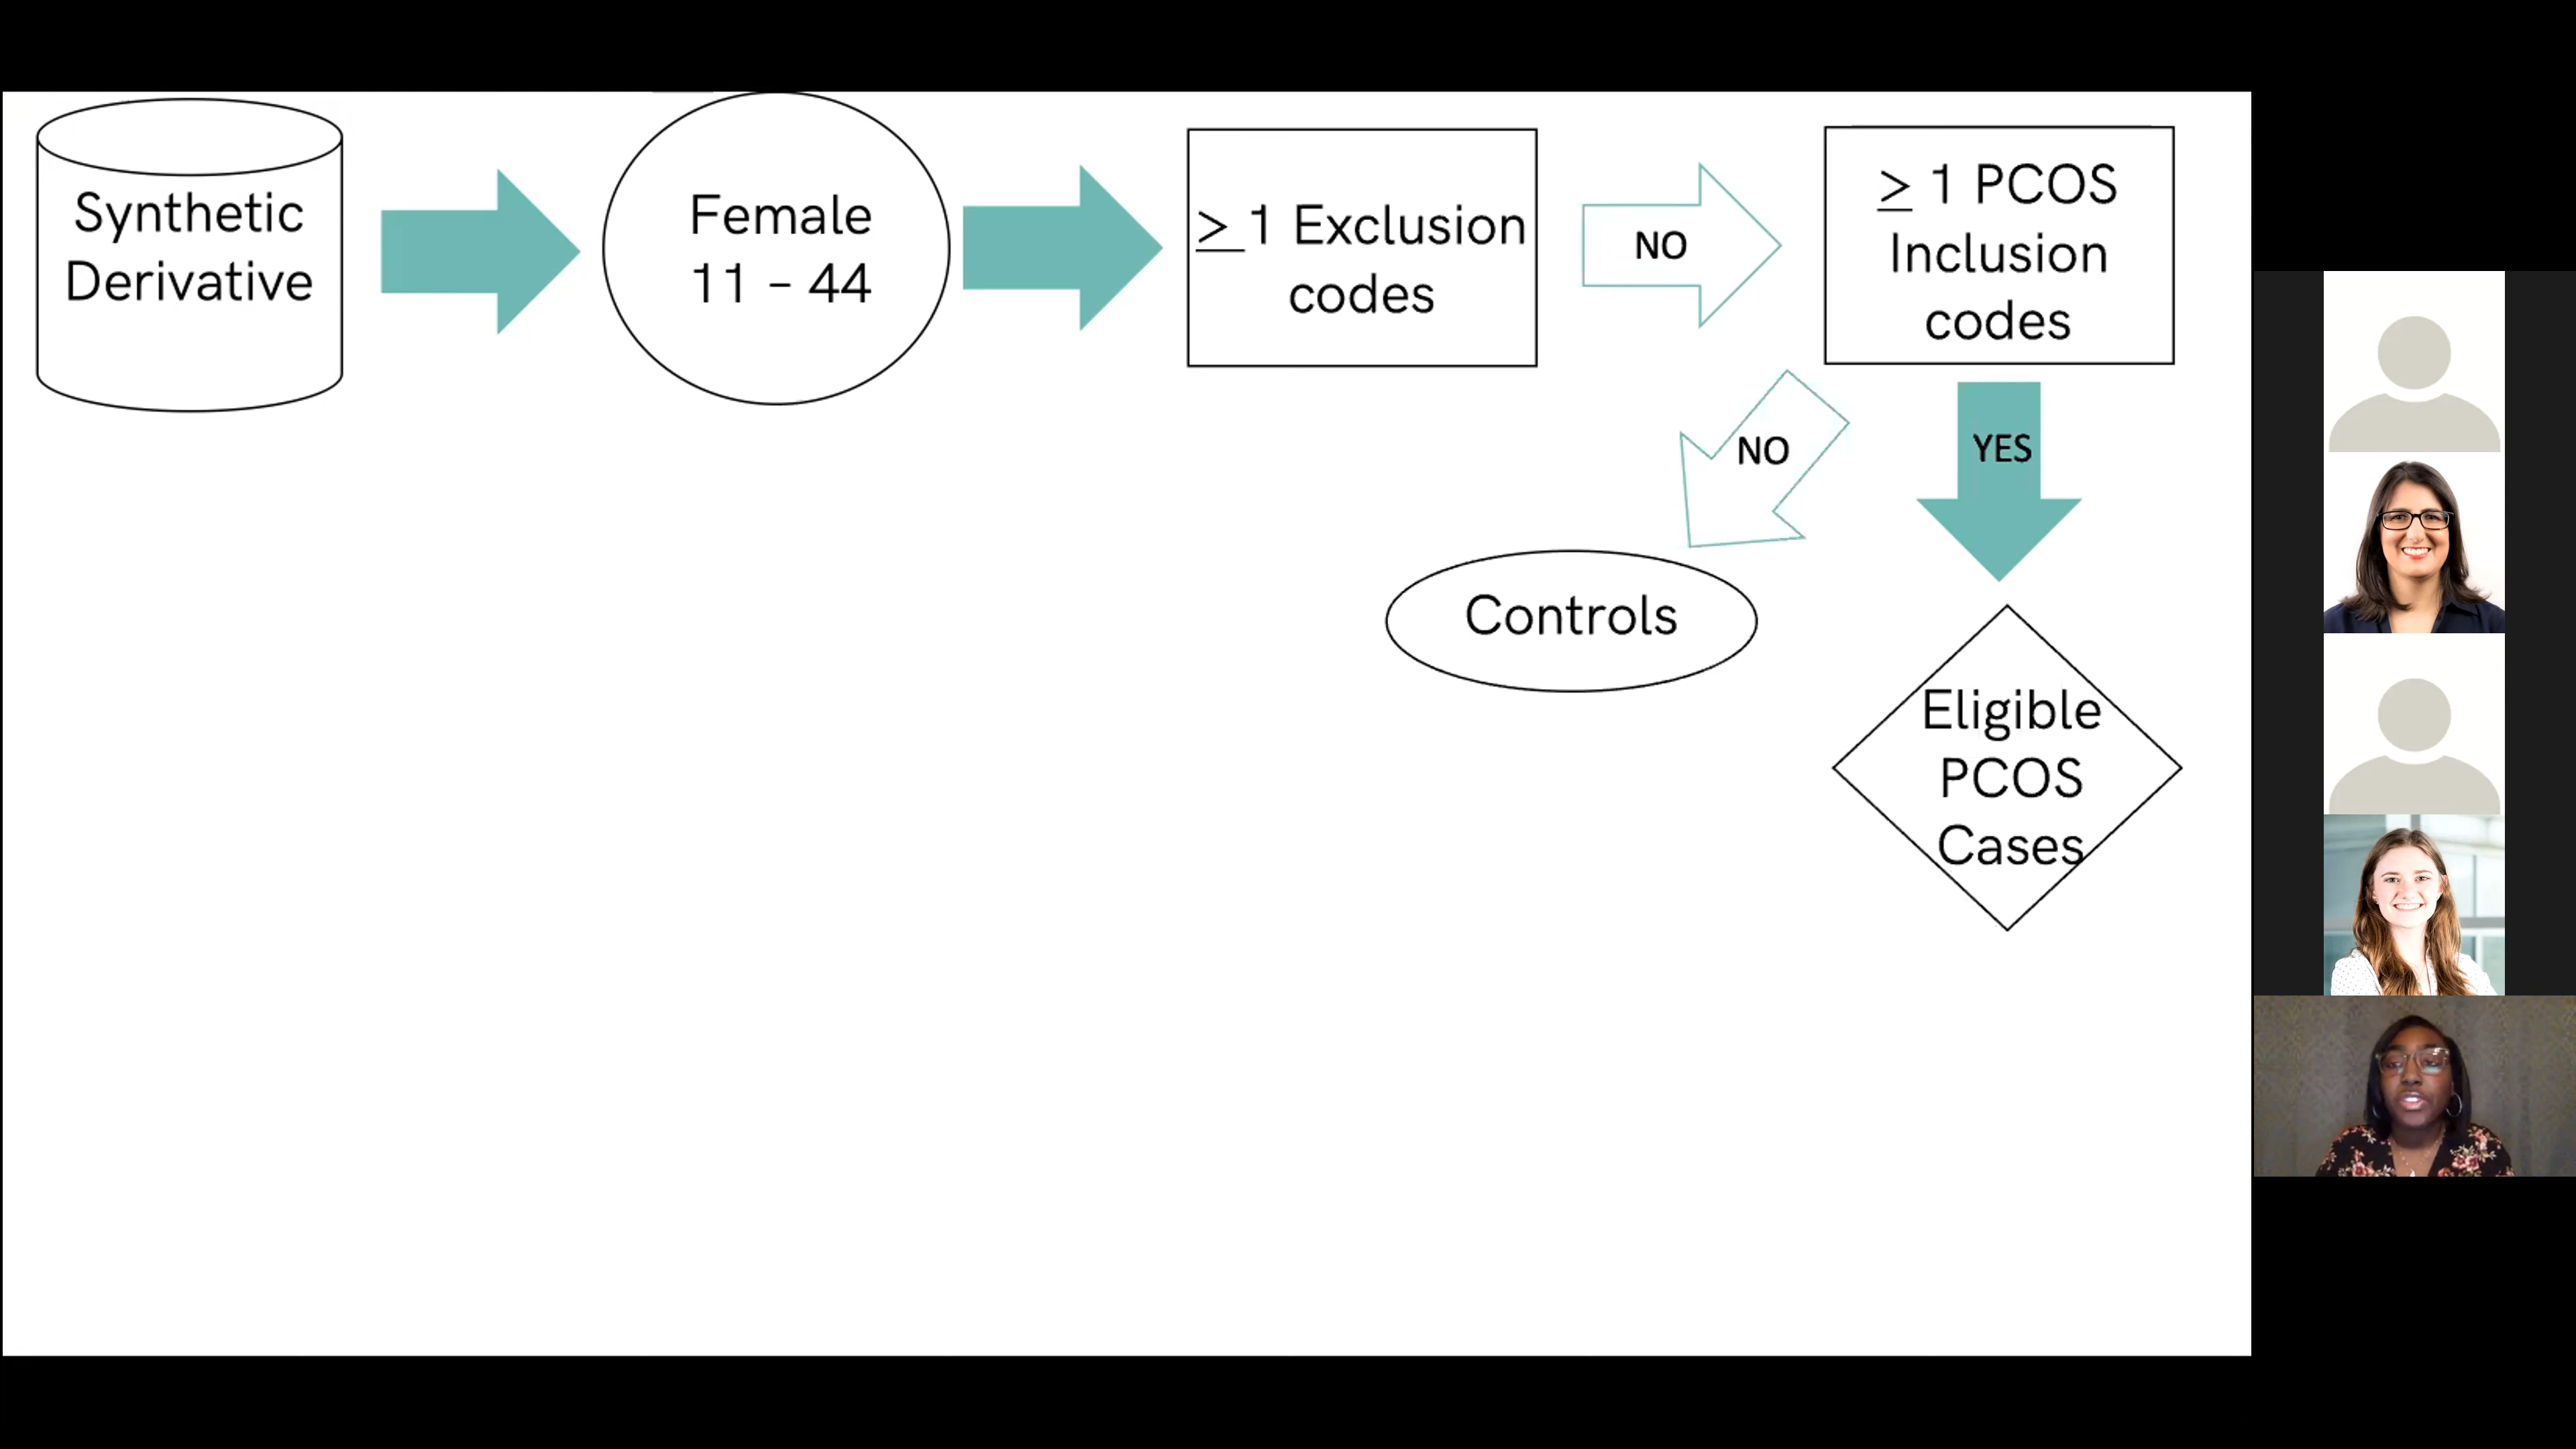 Synthetic
Derivative
Female
11 – 44
≥ 1 Exclusion
codes
NO
≥ 1 PCOS
Inclusion
codes
NO
YES
Controls
Eligible
PCOS
Cases